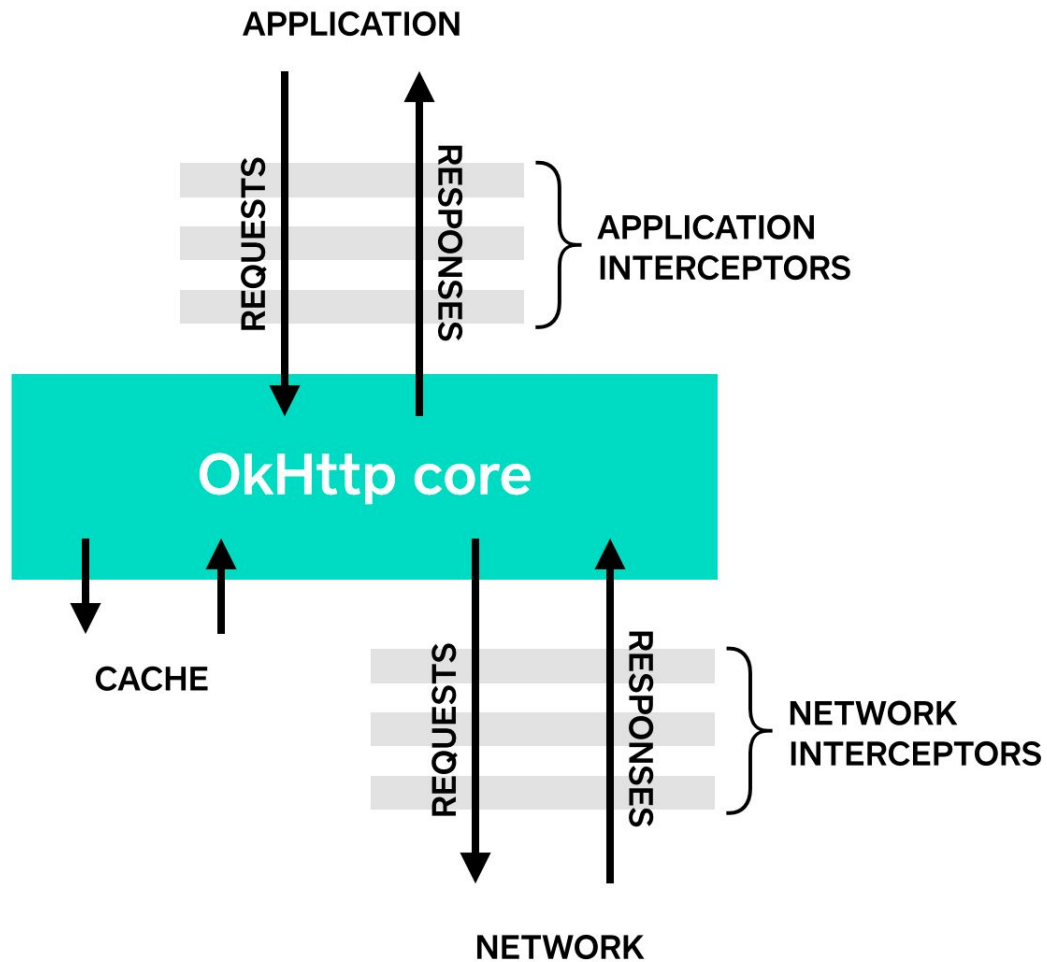 APPLICATION
REQUESTS
RESPONSES
APPLICATION
INTERCEPTORS
OkHttp core
CACHE
REQUESTS
RESPONSES
NETWORK
INTERCEPTORS
NETWORK